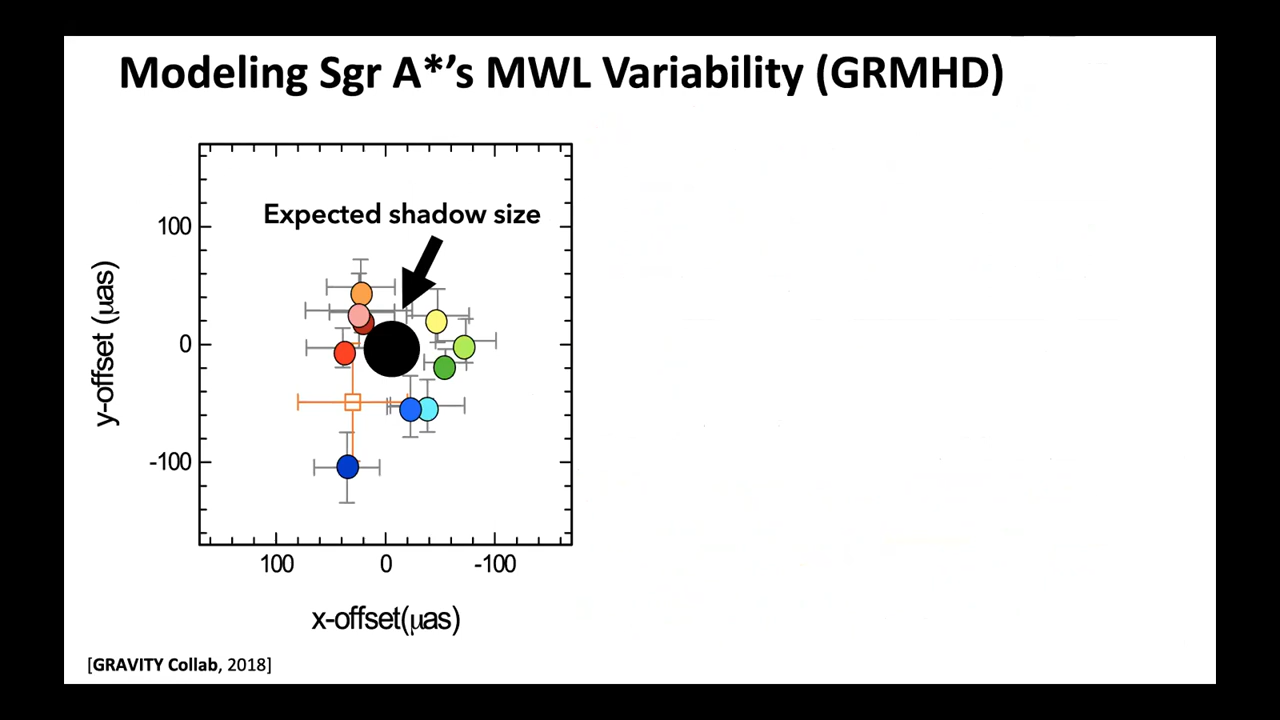 Modeling Sgr A*’s MWL Variability (GRMHD)
Expected shadow size
100
0
-100
y-offset (μas)
100 0 -100
x-offset(μas)
[GRAVITY Collab, 2018]